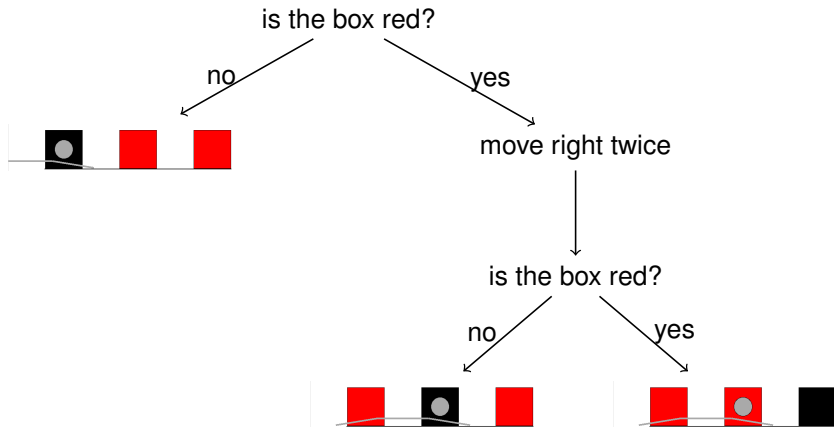 is the box red?
no
yes
move right twice
is the box red?
no
yes